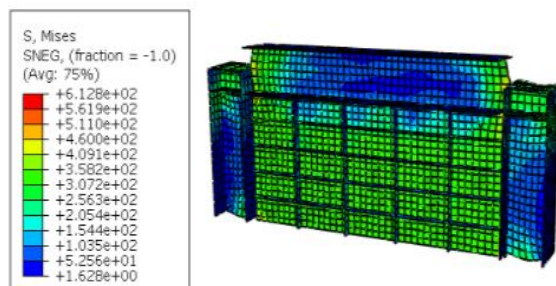 S, Mises
SNEG, (fraction = -1.0)
(Avg: 75%)
+6.128e+02
+5.619e+02
+5.110e+02
+4.600e+02
+4.091e+02
+3.582e+02
+3.072e+02
+2.563e+02
+2.054e+02
+1.544e+02
+1.035e+02
+5.256e+01
+1.628e+00